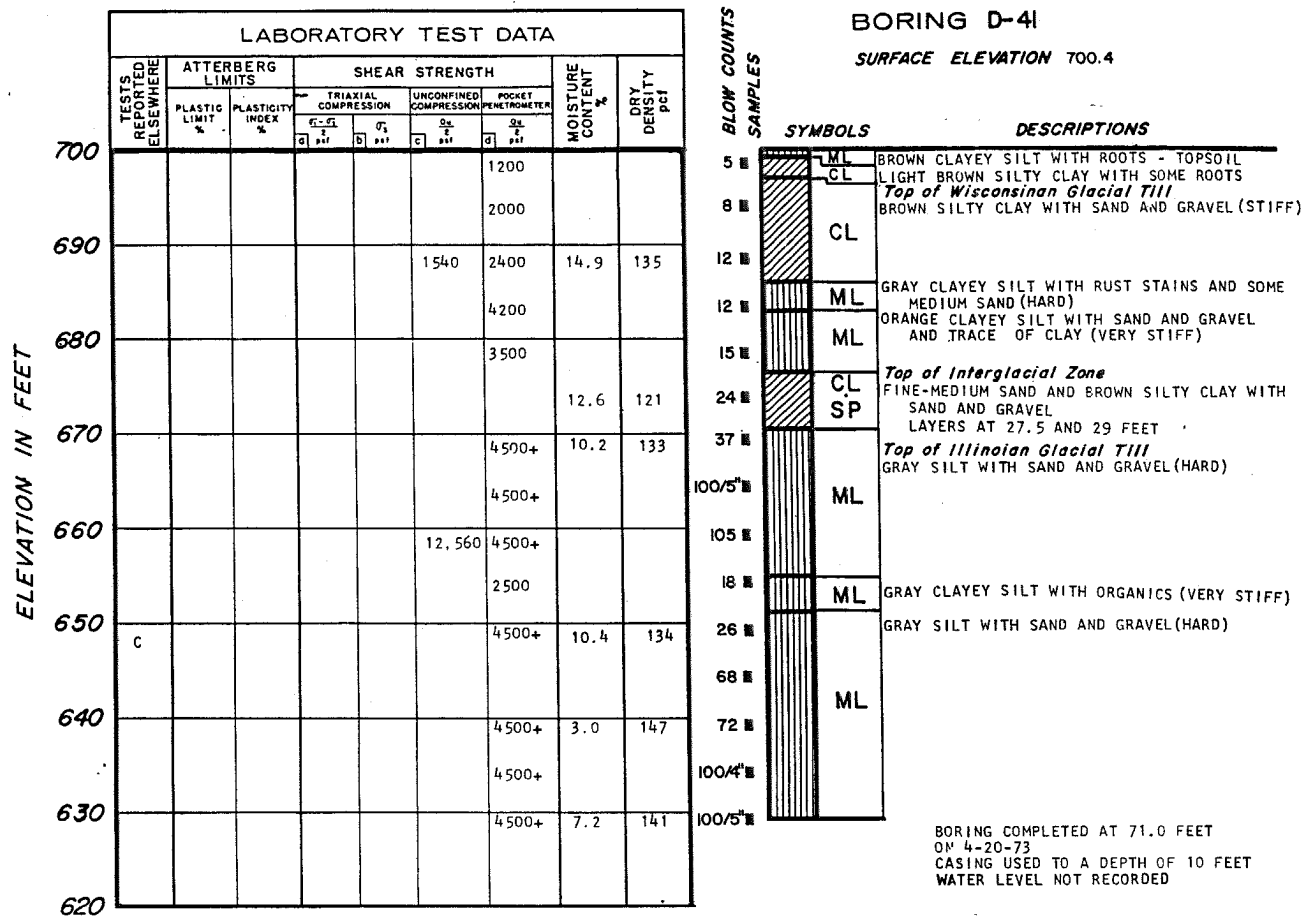 LABORATORY TEST DATA
TESTS REPORTED ELSEWHERE
ATTERBERG LIMITS
PLASTIC LIMIT %
PLASTICITY INDEX %
SHEAR STRENGTH
TRIAXIAL COMPRESSION
UNCONFINED COMPRESSION
POCKET PENETROMETER
a psf
b psf
c psf
d psf
MOISTURE CONTENT %
DRY DENSITY pcf
BLOW COUNTS
SAMPLES
BORING D-41
SURFACE ELEVATION 700.4
SYMBOLS
DESCRIPTIONS
ELEVATION IN FEET
700
1200
5
ML BROWN CLAYEY SILT WITH ROOTS - TOPSOIL
CL LIGHT BROWN SILTY CLAY WITH SOME ROOTS
Top of Wisconsinan Glacial Till
2000
8
BROWN SILTY CLAY WITH SAND AND GRAVEL (STIFF)
CL
690
1540 2400 14.9 135
12
GRAY CLAYEY SILT WITH RUST STAINS AND SOME
MEDIUM SAND (HARD)
ML
4200
12
ORANGE CLAYEY SILT WITH SAND AND GRAVEL
AND TRACE OF CLAY (VERY STIFF)
ML
680
3500
15
Top of Interglacial Zone
CL
SP
FINE-MEDIUM SAND AND BROWN SILTY CLAY WITH
SAND AND GRAVEL
LAYERS AT 27.5 AND 29 FEET
12.6 121
24
670
4500+ 10.2 133
37
Top of Illinoian Glacial Till
GRAY SILT WITH SAND AND GRAVEL (HARD)
ML
4500+
100/5"
660
12,560 4500+
105
2500
18
ML GRAY CLAYEY SILT WITH ORGANICS (VERY STIFF)
650
C 4500+ 10.4 134
26
GRAY SILT WITH SAND AND GRAVEL (HARD)
68
ML
640
4500+ 3.0 147
72
4500+
100/4"
630
4500+ 7.2 141
100/5"
BORING COMPLETED AT 71.0 FEET
ON 4-20-73
CASING USED TO A DEPTH OF 10 FEET
WATER LEVEL NOT RECORDED
620